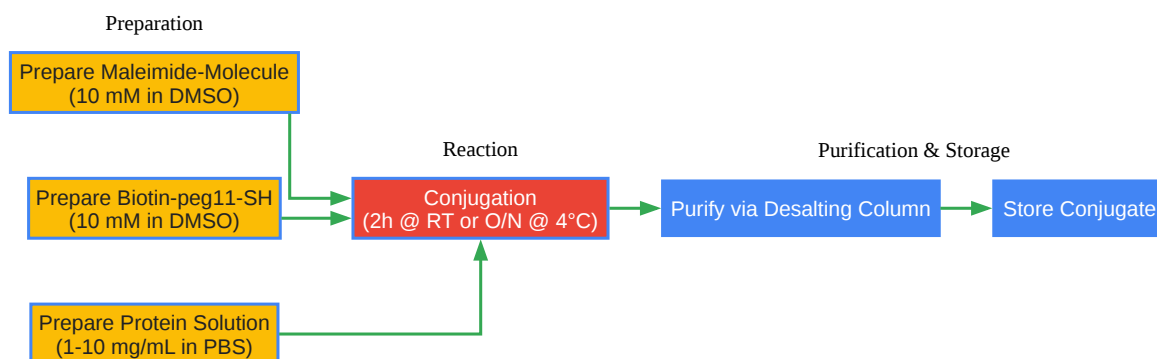 Preparation
Prepare Maleimide-Molecule
(10 mM in DMSO)
Prepare Biotin-peg11-SH
(10 mM in DMSO)
Prepare Protein Solution
(1-10 mg/mL in PBS)
Reaction
Conjugation
(2h @ RT or O/N @ 4°C)
Purification & Storage
Purify via Desalting Column
Store Conjugate